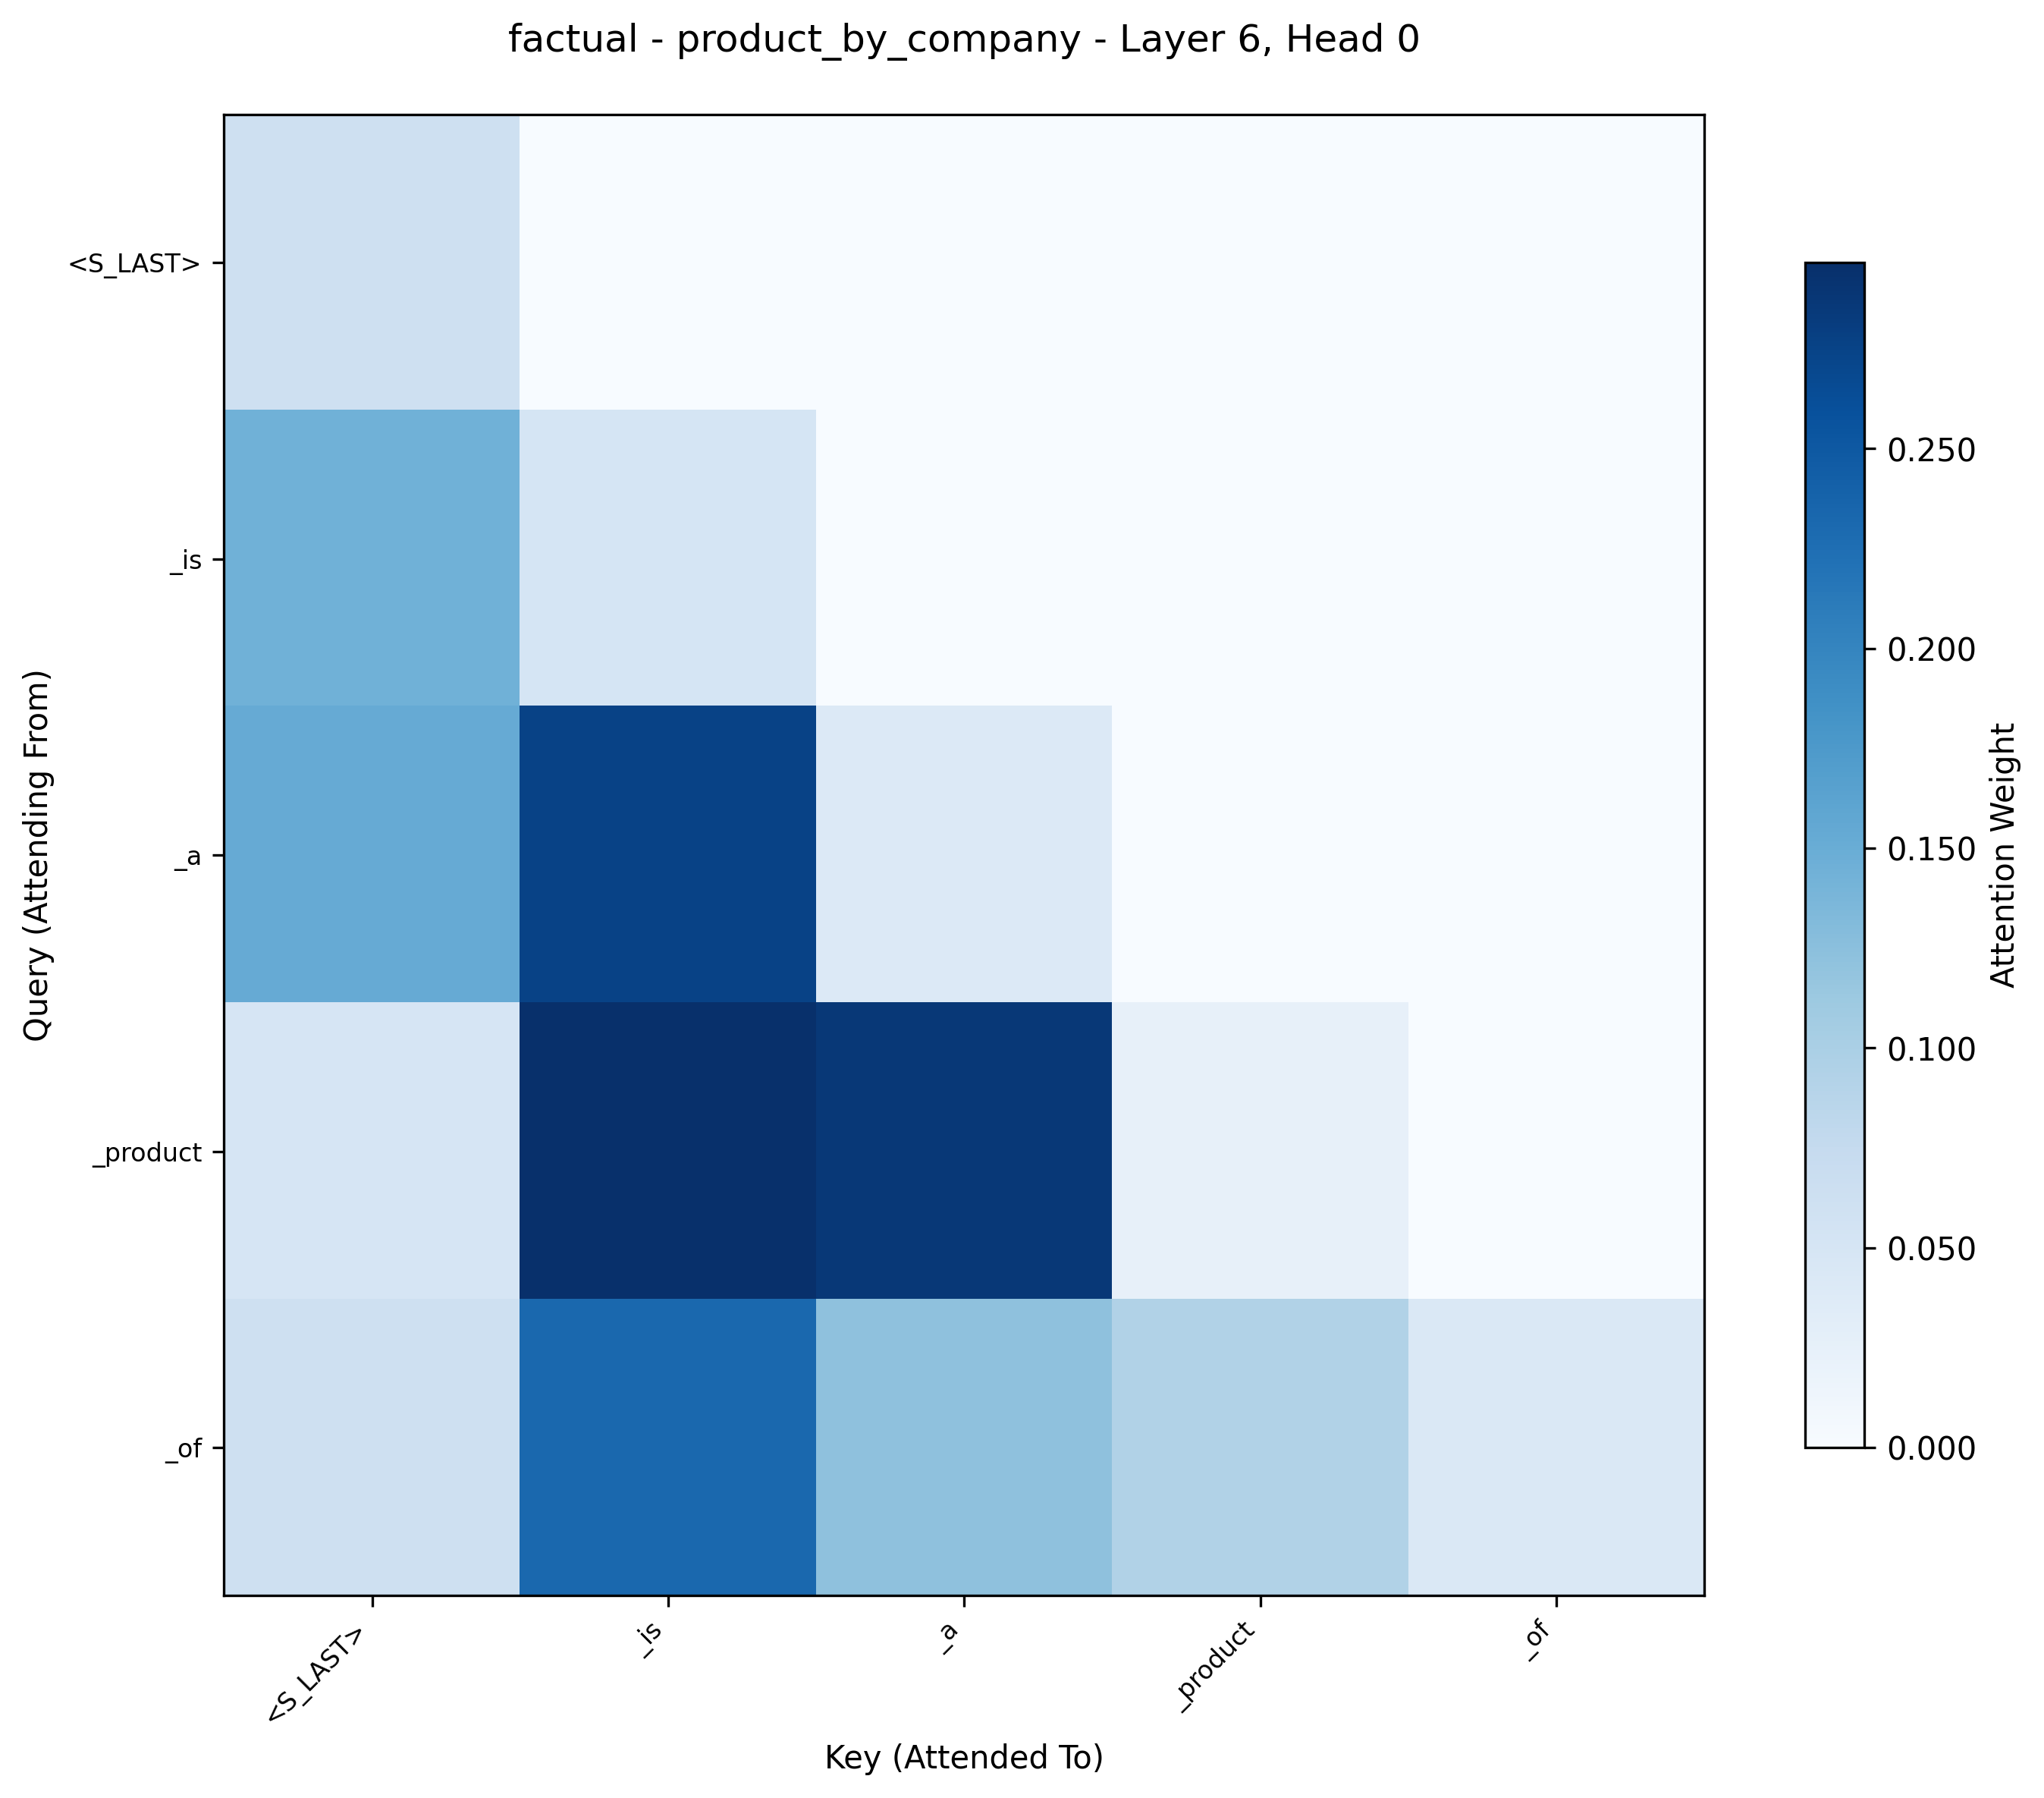 factual - product_by_company - Layer 6, Head 0
Query (Attending From)
<S_LAST>
_is
_a
_product
_of
<S_LAST>
_is
_a
_product
_of
Key (Attended To)
0.250
0.200
0.150
0.100
0.050
0.000
Attention Weight